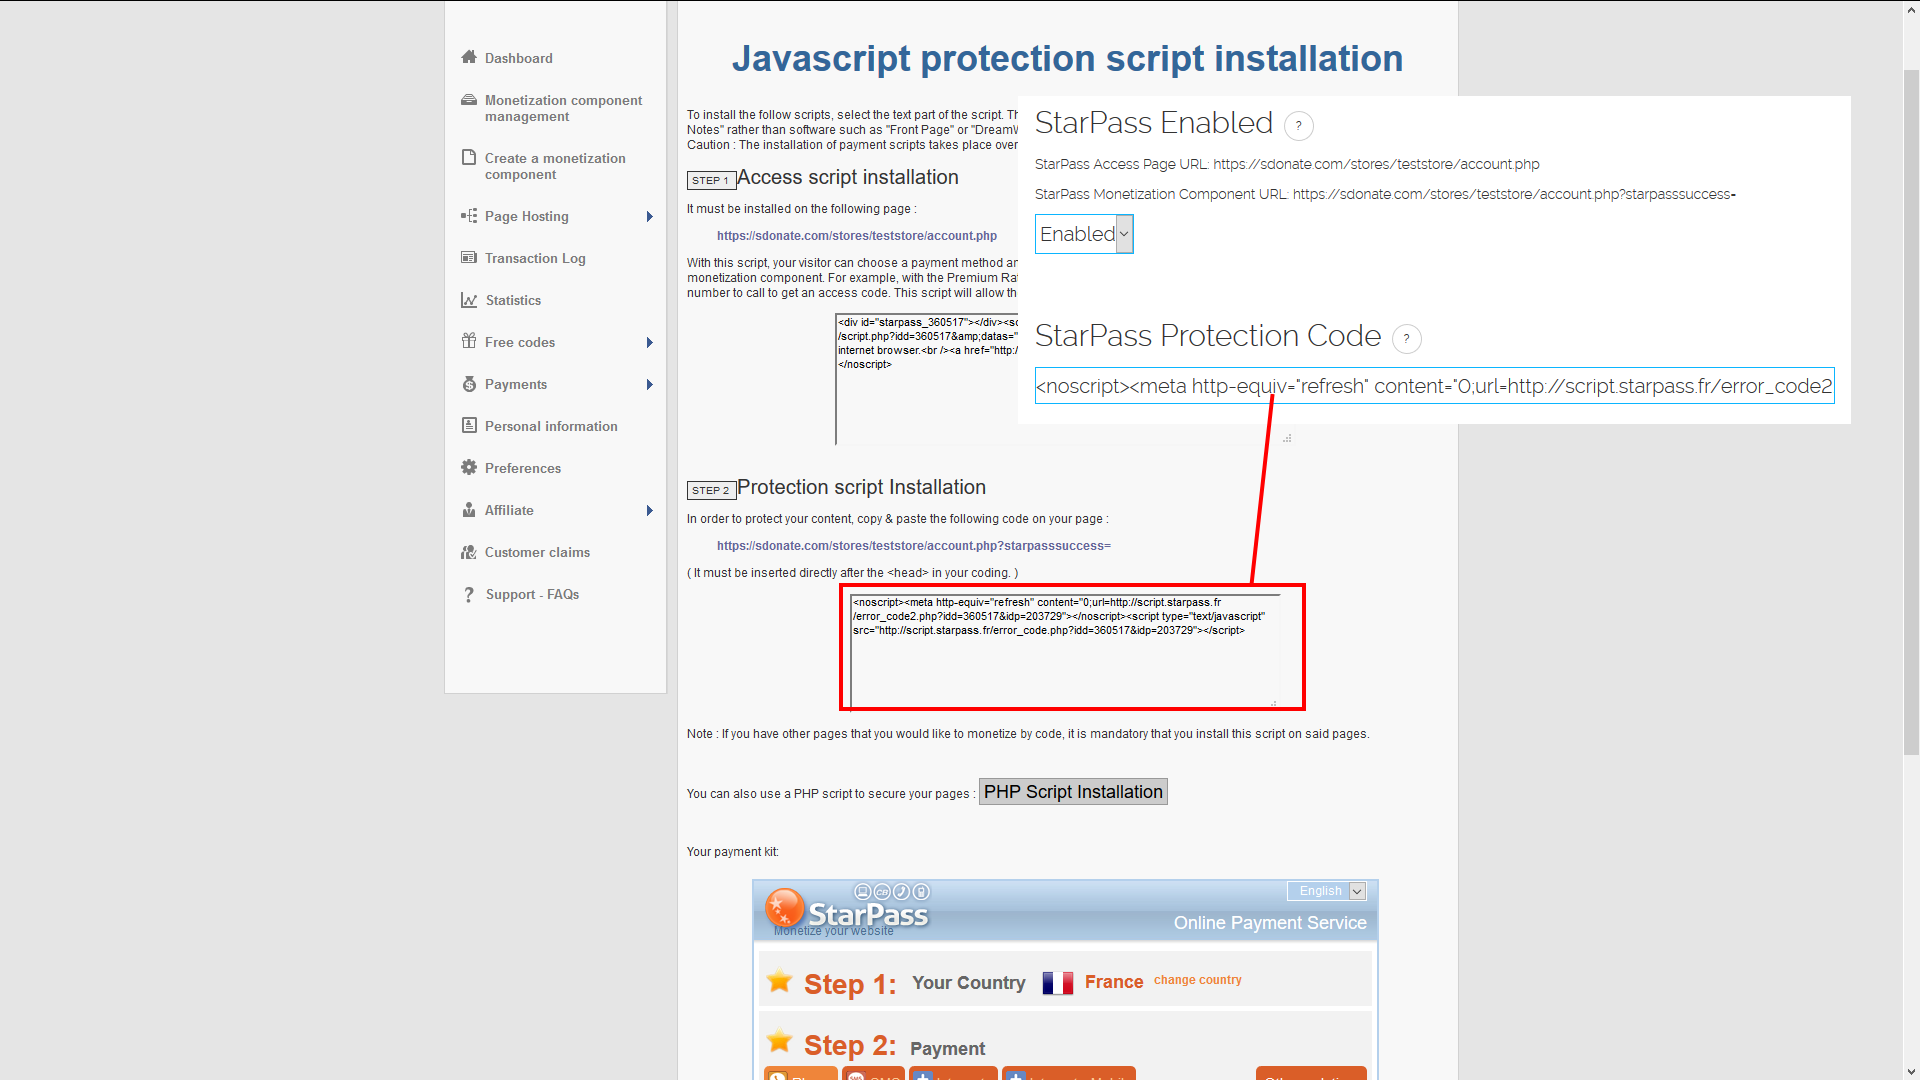 Dashboard
Monetization component
management
Create a monetization
component
Page Hosting
Transaction Log
Statistics
Free codes
Payments
Personal information
Preferences
Affiliate
Customer claims
Support - FAQs
Javascript protection script installation
To install the follow scripts, select the text part of the script. Th
Notes" rather than software such as "Front Page" or "DreamW
Caution : The installation of payment scripts takes place over
STEP 1 Access script installation
It must be installed on the following page :
https://sdonate.com/stores/teststore/account.php
With this script, your visitor can choose a payment method an
monetization component. For example, with the Premium Ra
number to call to get an access code. This script will allow th
<div id="starpass_360517"></div><sc
/script.php?idd=360517&amp;datas="
internet browser.<br /><a href="http:/
</noscript>
StarPass Enabled ?
StarPass Access Page URL: https://sdonate.com/stores/teststore/account.php
StarPass Monetization Component URL: https://sdonate.com/stores/teststore/account.php?starpasssuccess=
Enabled
StarPass Protection Code ?
<noscript><meta http-equiv="refresh" content="0;url=http://script.starpass.fr/error_code2
STEP 2 Protection script Installation
In order to protect your content, copy & paste the following code on your page :
https://sdonate.com/stores/teststore/account.php?starpasssuccess=
( It must be inserted directly after the <head> in your coding. )
<noscript><meta http-equiv="refresh" content="0;url=http://script.starpass.fr
/error_code2.php?idd=360517&idp=203729"></noscript><script type="text/javascript"
src="http://script.starpass.fr/error_code.php?idd=360517&idp=203729"></script>
Note : If you have other pages that you would like to monetize by code, it is mandatory that you install this script on said pages.
You can also use a PHP script to secure your pages : PHP Script Installation
Your payment kit:
CB
StarPass
Monetize your website
English
Online Payment Service
Step 1: Your Country France change country
Step 2: Payment